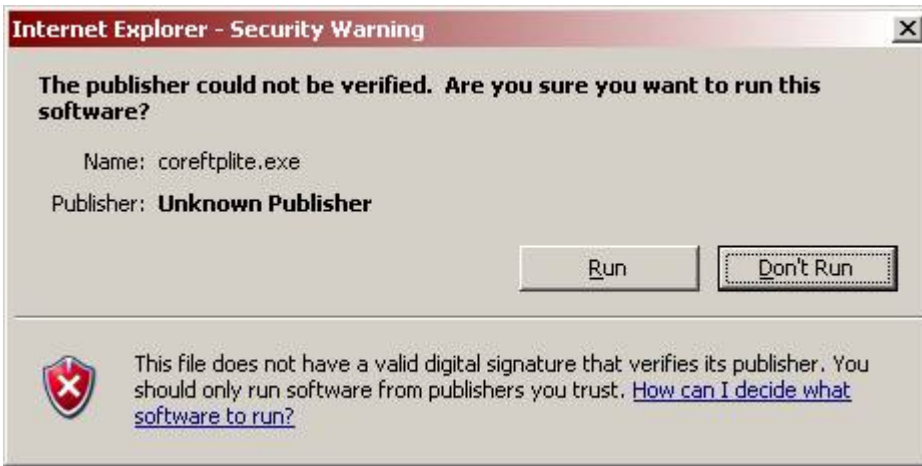 Internet Explorer - Security Warning
The publisher could not be verified. Are you sure you want to run this
software?
Name: coreftplite.exe
Publisher: Unknown Publisher
Run
Don't Run
This file does not have a valid digital signature that verifies its publisher. You
should only run software from publishers you trust. How can I decide what
software to run?